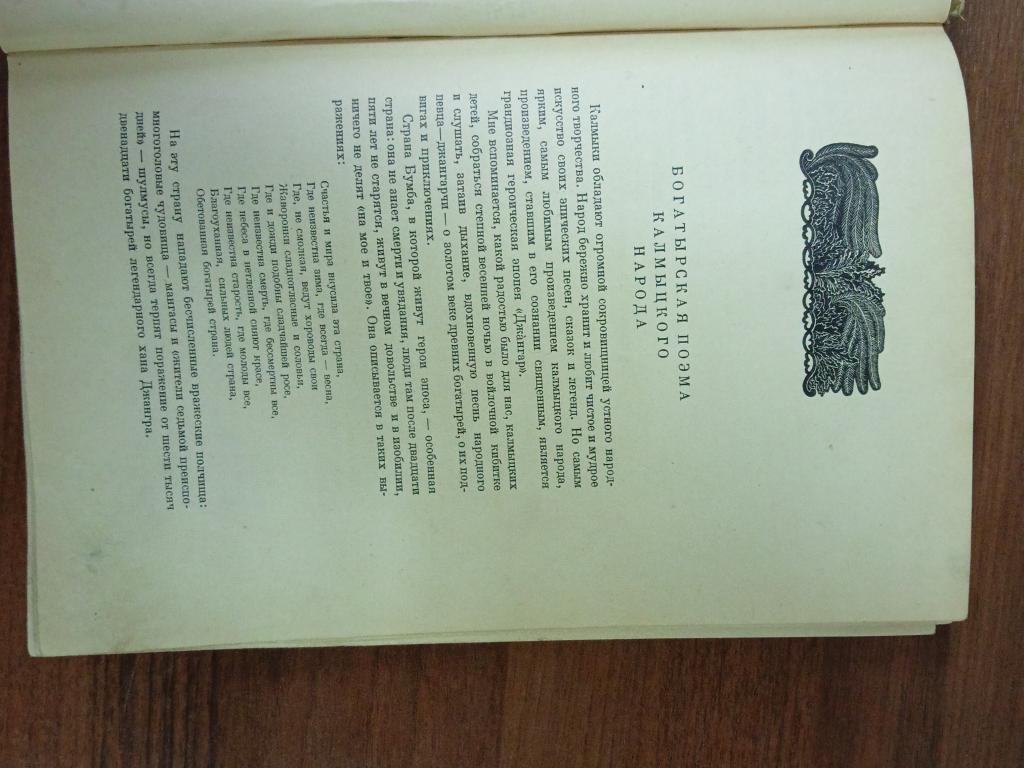 БОГАТЫРСКАЯ ПОЭМА
КАЛМЫЦКОГО
НАРОДА
Калмыки обладают огромной сокровищницей устного народ-
ного творчества. Народ бережно хранит и любит чистое и мудрое
искусство своих эпических песен, сказок и легенд. Но самым
ярким, самым любимым произведением калмыцкого народа,
произведением, ставшим в его сознании священным, является
грандиозная героическая эпопея «Джáнгар».
Мне вспоминается, какой радостью было для нас, калмыцких
детей, собраться степной весенней ночью в войлочной кибитке
и слушать, затаив дыхание, вдохновенную песнь народного
певца—джангарчи — о золотом веке древних богатырей, о их под-
вигах и приключениях.
Страна Бумба, в которой живут герои эпоса, — особенная
страна: она не знает смерти и увядания, люди там после двадцати
пяти лет не старятся, живут в вечном довольстве и в изобилии,
ничего не делят «на мое и твое». Она описывается в таких вы-
ражениях:
Счастья и мира вкусила эта страна,
Где неизвестна зима, где всегда — весна,
Где, не смолкая, ведут хороводы свои
Жаворонки сладкогласные и соловьи,
Где и дожди подобны сладчайшей росе,
Где неизвестна смерть, где бессмертны все,
Где небеса в нетленной сияют красе,
Где неизвестна старость, где молоды все,
Благоуханная, сильных людей страна,
Обетованная богатырей страна.
На эту страну нападают бесчисленные вражеские полчища:
многоголовые чудовища — мангасы и «жители седьмой преиспо-
дней» — шулмусы, но всегда терпят поражение от шести тысяч
двенадцати богатырей легендарного хана Джангра.